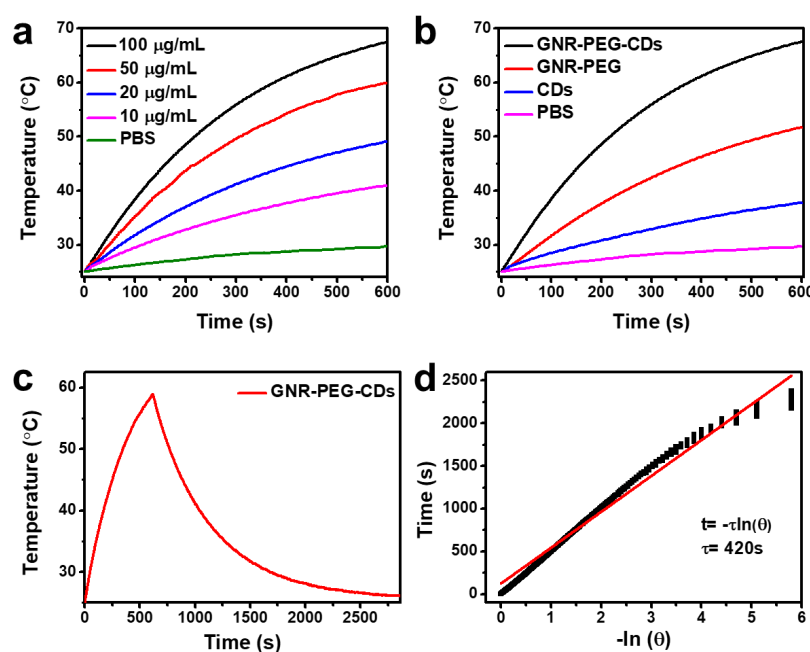 a
100 μg/mL
50 μg/mL
20 μg/mL
10 μg/mL
PBS
Temperature (°C)
70
60
50
40
30
0 100 200 300 400 500 600
Time (s)
b
GNR-PEG-CDs
GNR-PEG
CDs
PBS
Temperature (°C)
70
60
50
40
30
0 100 200 300 400 500 600
Time (s)
c
GNR-PEG-CDs
Temperature (°C)
60
50
40
30
0 500 1000 1500 2000 2500
Time (s)
d
Time (s)
2500
2000
1500
1000
500
0
t= -τln(θ)
τ= 420s
0 1 2 3 4 5 6
-ln (θ)